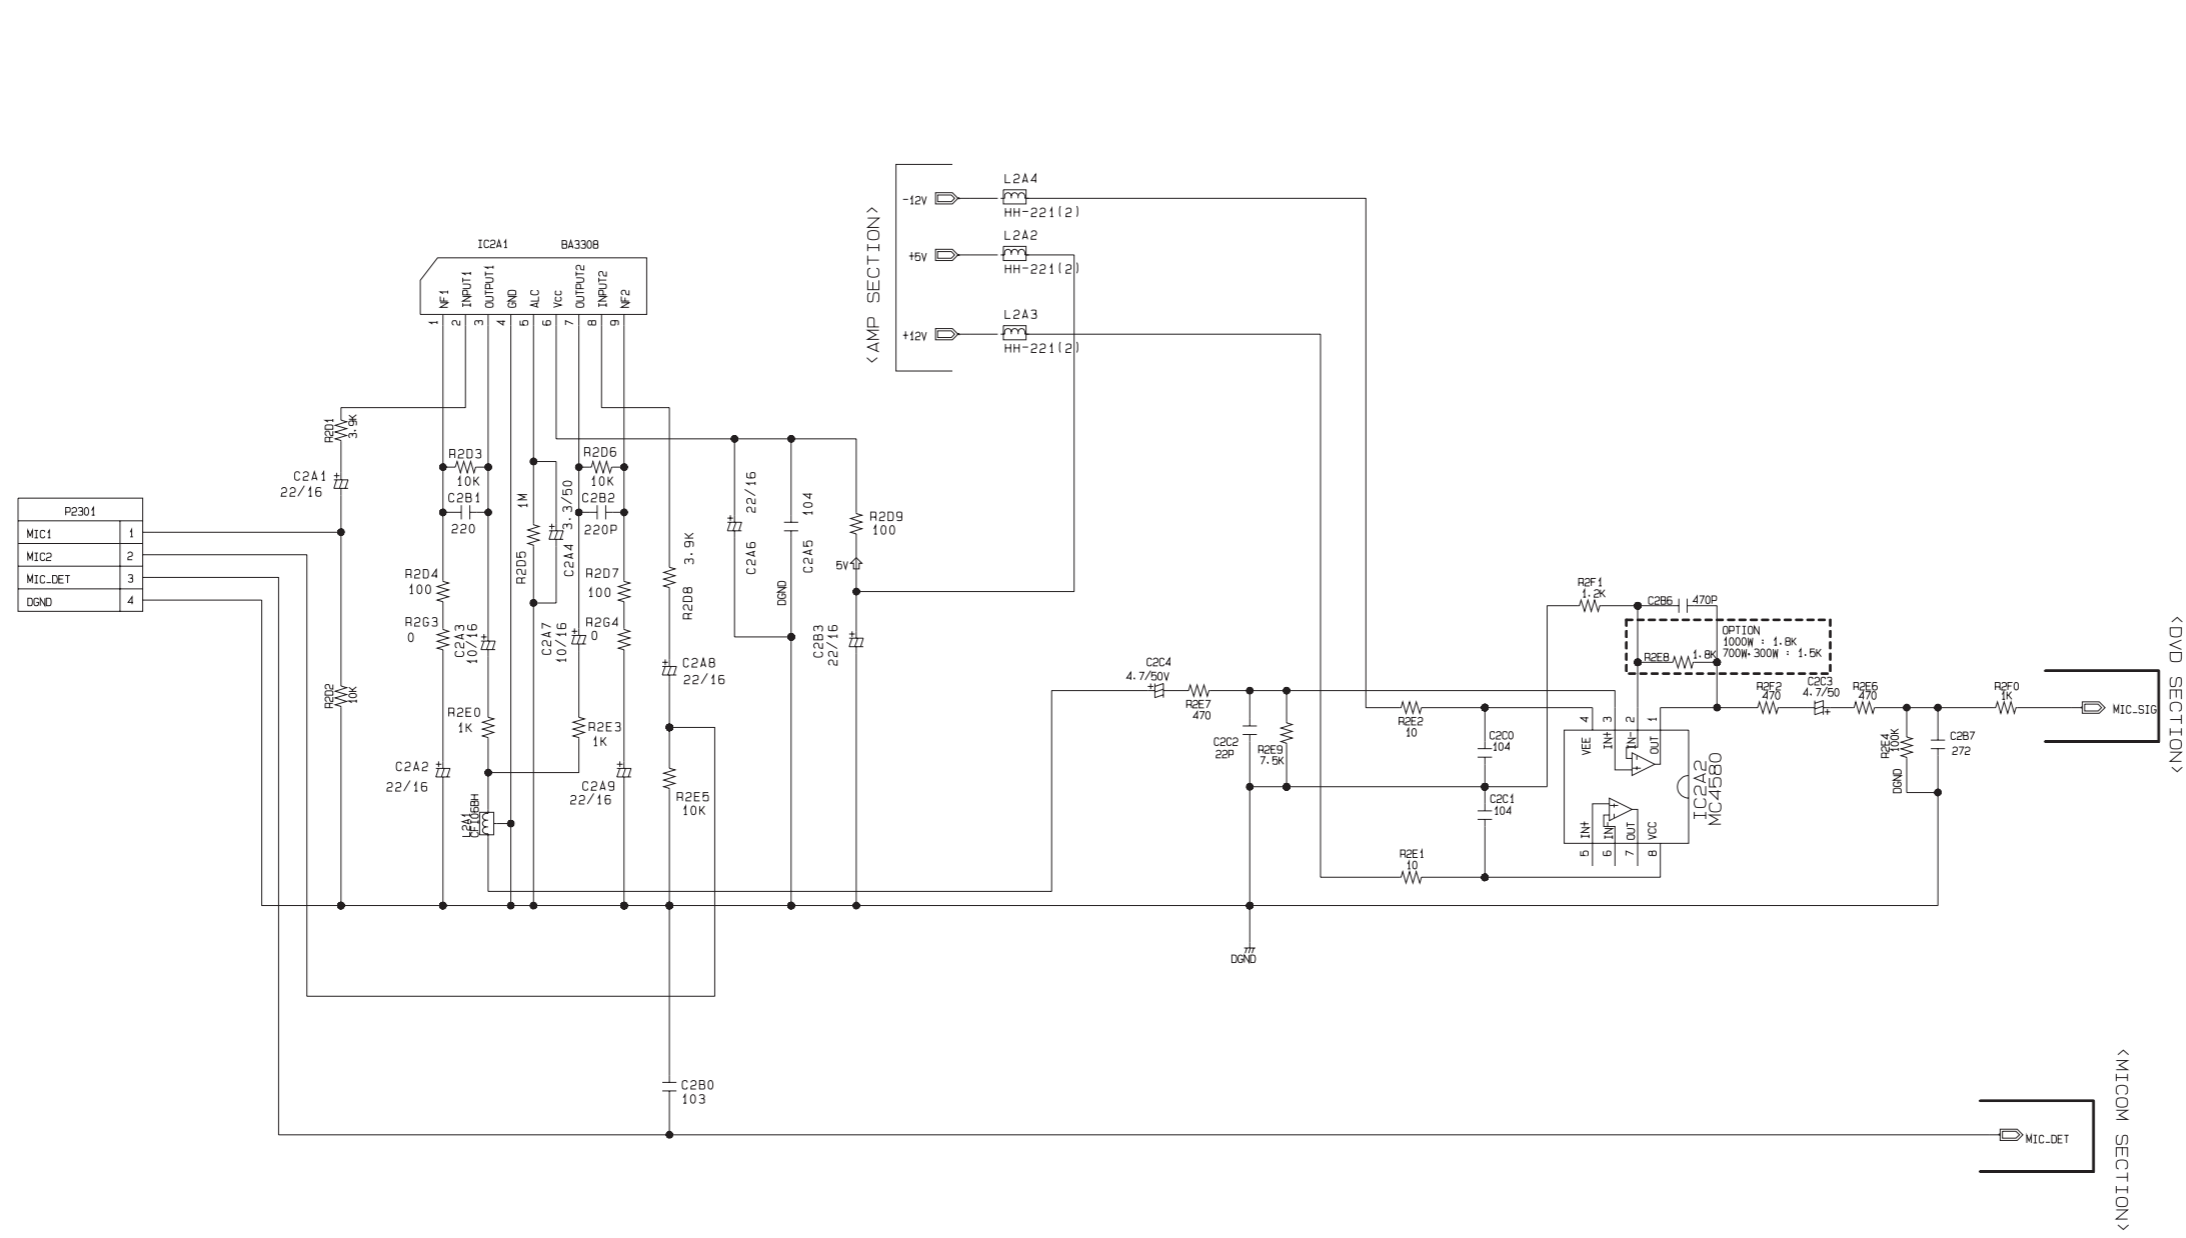 <AMP SECTION>
-12V
L2A4
HH-221(2)
+5V
L2A2
HH-221(2)
+12V
L2A3
HH-221(2)
IC2A1
BA3308
NF1
INPUT1
OUTPUT1
GND
ALC
Vcc
OUTPUT2
INPUT2
NF2
1
2
3
4
5
6
7
8
9
R2D1
3.9K
C2A1
22/16
R2D3
10K
C2B1
220
R2D6
10K
C2B2
220P
1M
R2D5
3.3/50
C2A4
R2D4
100
R2G3
0
C2A3
10/16
C2A7
10/16
R2D7
100
R2G4
0
3.9K
R2D8
22/16
C2A6
104
C2A5
DGND
R2D9
100
5V
C2B3
22/16
P2301
MIC1
1
MIC2
2
MIC_DET
3
DGND
4
R2D2
10K
C2A8
22/16
R2E0
1K
R2E3
1K
C2A2
22/16
C2A9
22/16
R2E5
10K
L2A1
CFI06BH
C2B0
103
C2C4
4.7/50V
R2E7
470
C2C2
22P
R2E9
7.5K
DGND
R2E2
10
C2C0
104
C2C1
104
R2E1
10
R2F1
1.2K
C2B6
470P
OPTION
1000W : 1.8K
700W.300W : 1.5K
R2E8
1.8K
4
3
2
1
VEE
IN+
IN-
OUT
IN+
IN-
OUT
VCC
5
6
7
8
IC2A2
MC4580
R2F2
470
C2C3
4.7/50
R2E6
470
R2E4
100K
DGND
C2B7
272
R2F0
1K
MIC_SIG
<DVD SECTION>
MIC_DET
<MICOM SECTION>